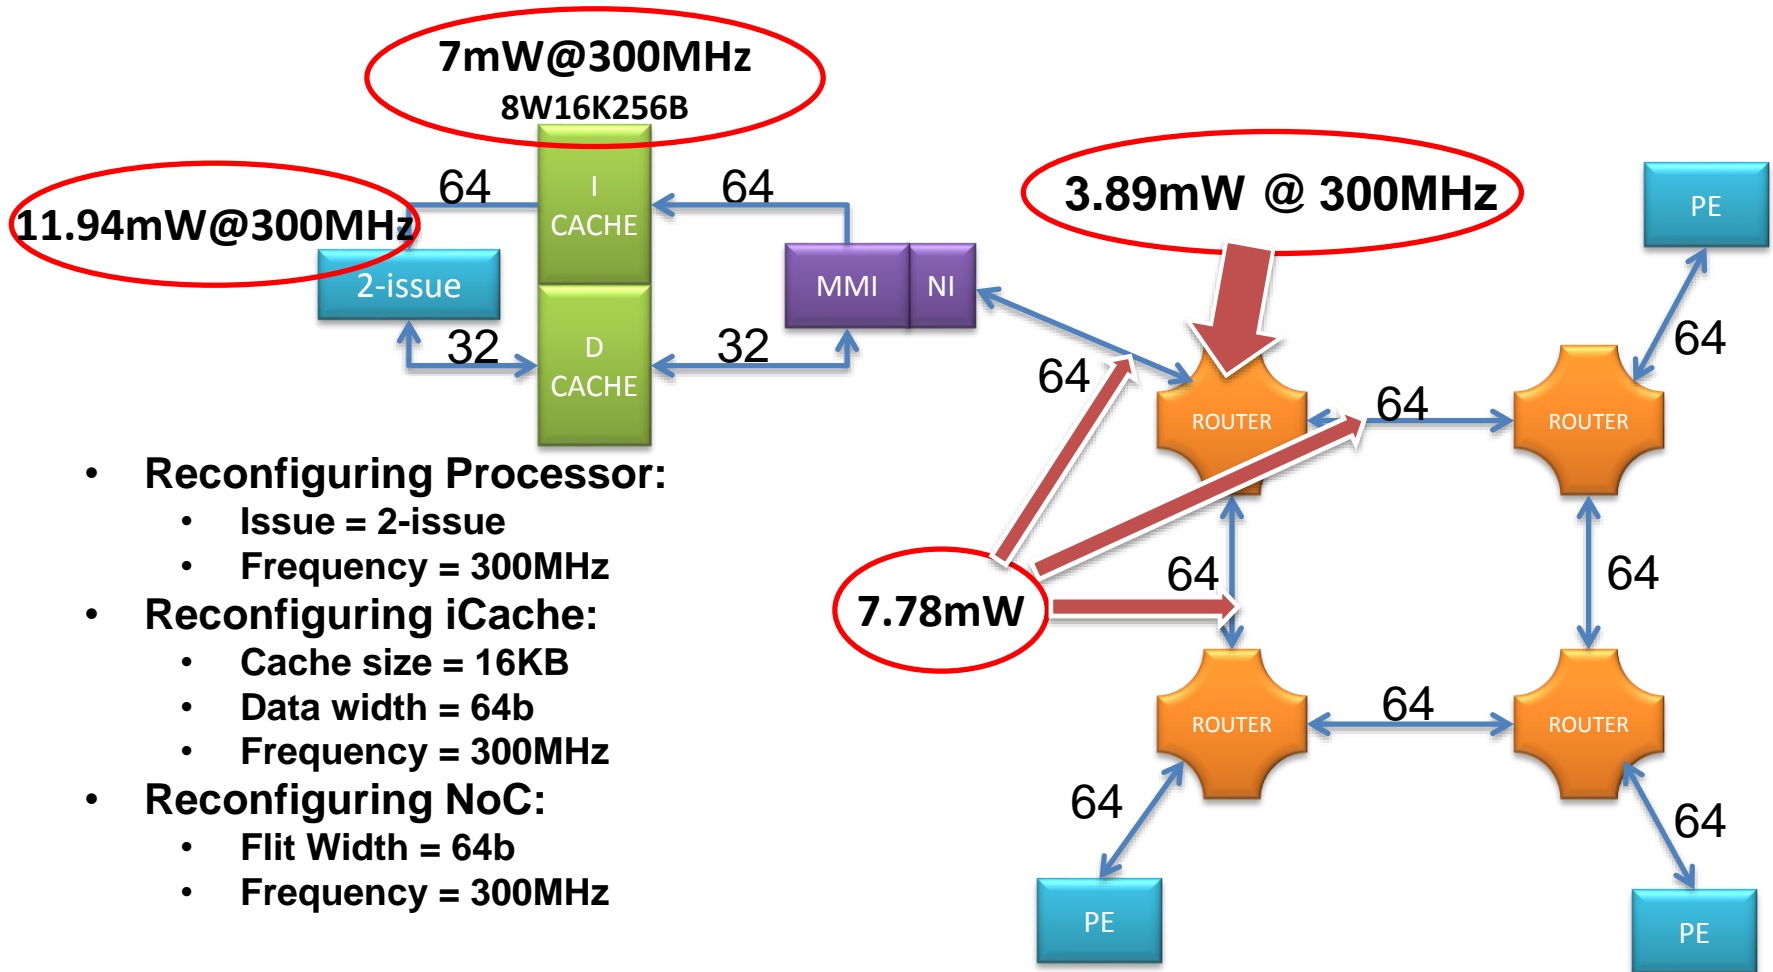 7mW@300MHz
8W16K256B
11.94mW@300MHz
64
I
CACHE
64
3.89mW @ 300MHz
PE
2-issue
MMI
NI
32
D
CACHE
32
64
64
ROUTER
64
ROUTER
• Reconfiguring Processor:
• Issue = 2-issue
• Frequency = 300MHz
• Reconfiguring iCache:
• Cache size = 16KB
• Data width = 64b
• Frequency = 300MHz
• Reconfiguring NoC:
• Flit Width = 64b
• Frequency = 300MHz
64
64
7.78mW
ROUTER
64
ROUTER
64
64
PE
PE